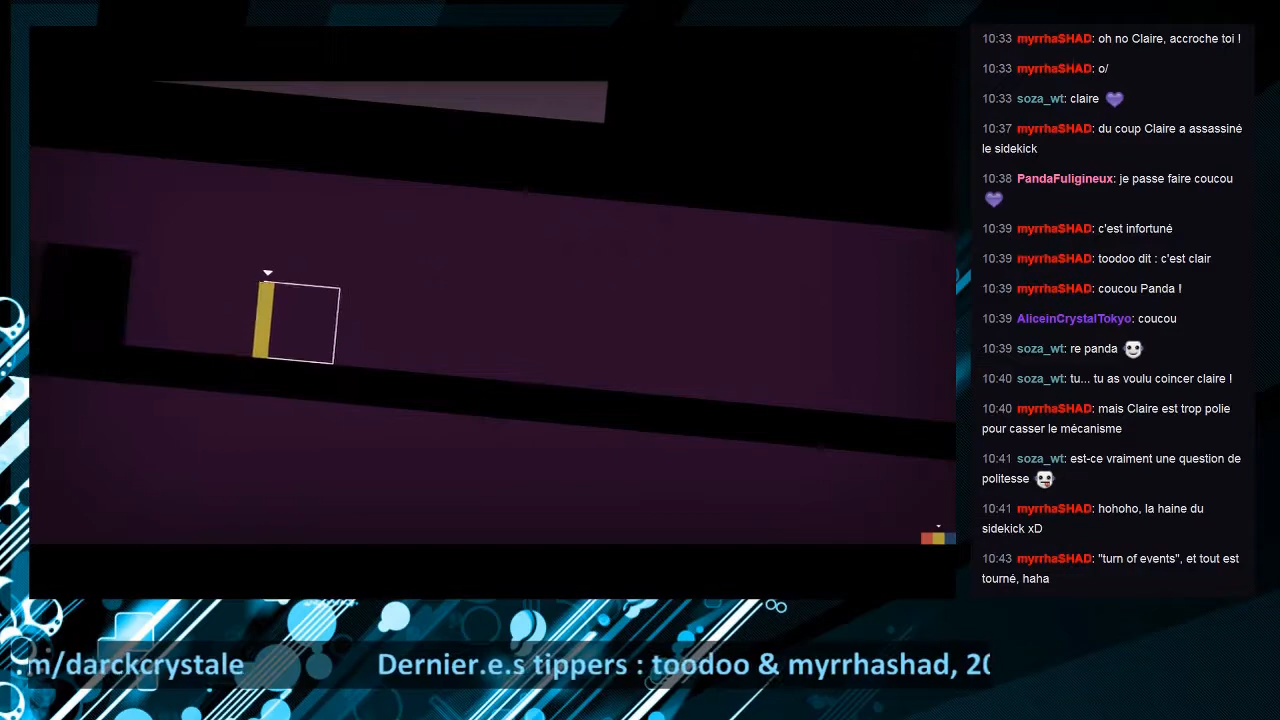 10:33 myrrhaSHAD: oh no Claire, accroche toi !
10:33 myrrhaSHAD: o/
10:33 soza_wt: claire
10:37 myrrhaSHAD: du coup Claire a assassiné
le sidekick
10:38 PandaFuligineux: je passe faire coucou
10:39 myrrhaSHAD: c'est infortuné
10:39 myrrhaSHAD: toodoo dit : c'est clair
10:39 myrrhaSHAD: coucou Panda !
10:39 AliceinCrystalTokyo: coucou
10:39 soza_wt: re panda
10:40 soza_wt: tu... tu as voulu coincer claire !
10:40 myrrhaSHAD: mais Claire est trop polie
pour casser le mécanisme
10:41 soza_wt: est-ce vraiment une question de
politesse
10:41 myrrhaSHAD: hohoho, la haine du
sidekick xD
10:43 myrrhaSHAD: "turn of events", et tout est
tourné, haha
m/darckcrystale Dernier.e.s tippers : toodoo & myrrhashad, 20